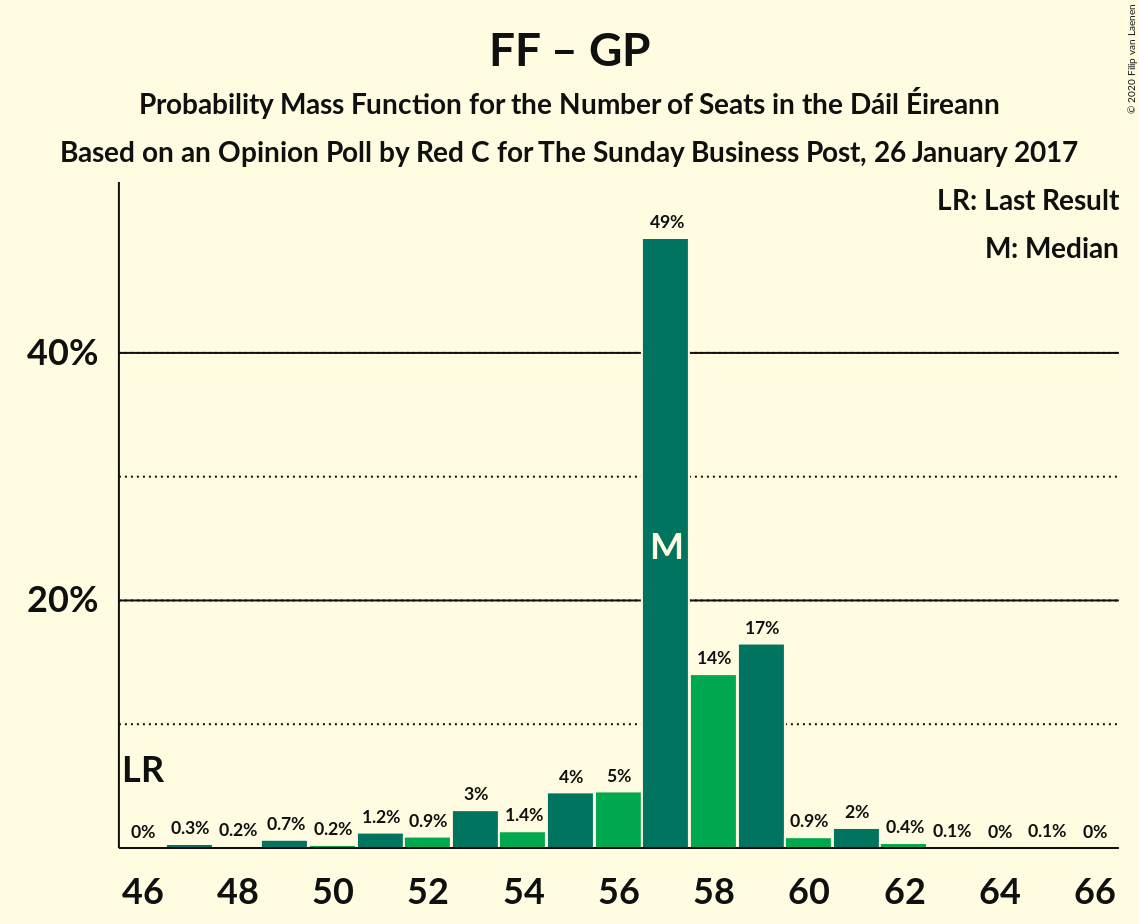 FF – GP
Probability Mass Function for the Number of Seats in the Dáil Éireann
Based on an Opinion Poll by Red C for The Sunday Business Post, 26 January 2017
© 2020 Filip van Laenen
LR: Last Result
M: Median
40%
20%
LR
0%
0.3%
0.2%
0.7%
0.2%
1.2%
0.9%
3%
1.4%
4%
5%
49%
M
14%
17%
0.9%
2%
0.4%
0.1%
0%
0.1%
0%
46 48 50 52 54 56 58 60 62 64 66